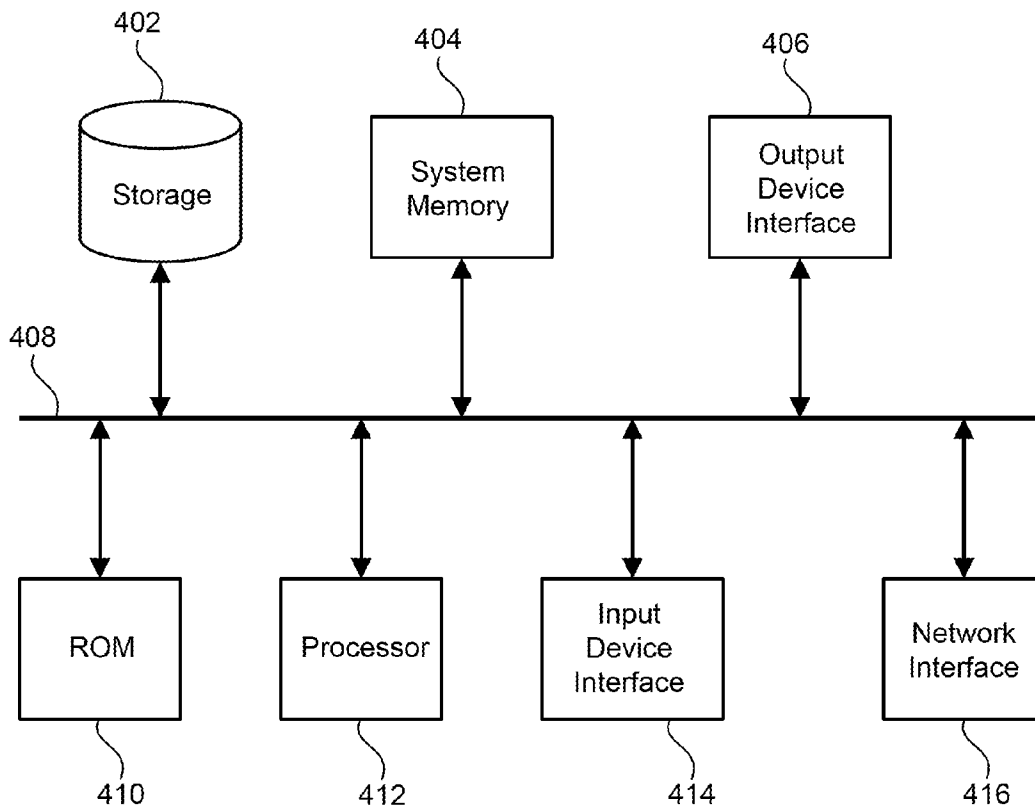 402
404
406
Storage
System
Memory
Output
Device
Interface
408
ROM
Processor
Input
Device
Interface
Network
Interface
410
412
414
416